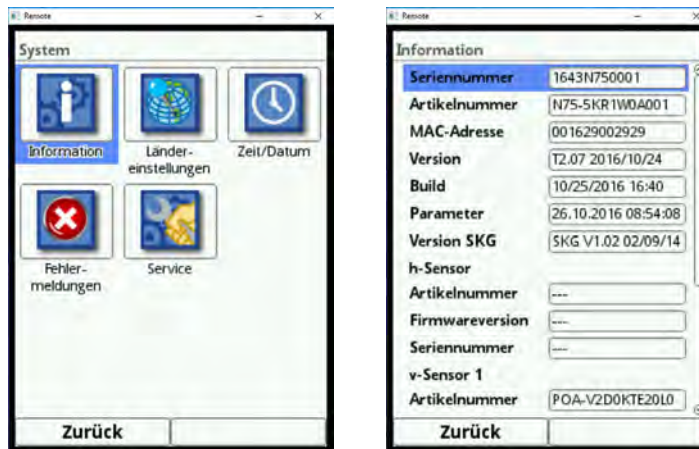 Remote
System
Information
Länder-
einstellungen
Zeit/Datum
Fehler-
meldungen
Service
Zurück
Remote
Information
Seriennummer 1643N750001
Artikelnummer N75-5KR1W0A001
MAC-Adresse 001629002929
Version T2.07 2016/10/24
Build 10/25/2016 16:40
Parameter 26.10.2016 08:54:08
Version SKG SKG V1.02 02/09/14
h-Sensor
Artikelnummer ---
Firmwareversion ---
Seriennummer ---
v-Sensor 1
Artikelnummer POA-V2D0KTE20L0
Zurück